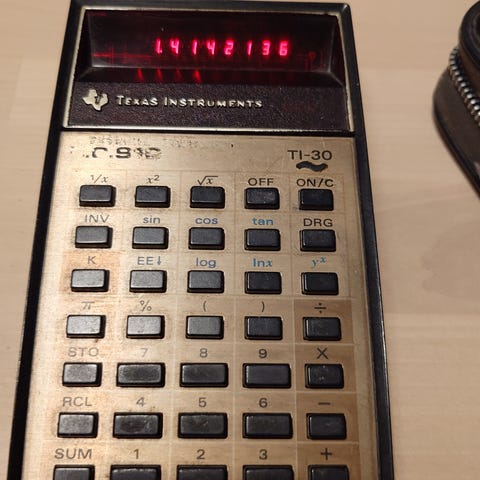 1.4142136
TEXAS INSTRUMENTS
TI-30
1/x x² √x OFF ON/C
INV sin cos tan DRG
K EE↓ log lnx yˣ
π % ( ) ÷
STO 7 8 9 X
RCL 4 5 6 −
SUM 1 2 3 +